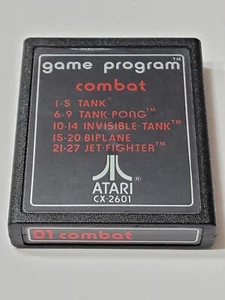 game program™
combat
1-5 TANK™
6-9 TANK-PONG™
10-14 INVISIBLE-TANK™
15-20 BIPLANE
21-27 JET FIGHTER™
®
ATARI
CX-2601
01 combat